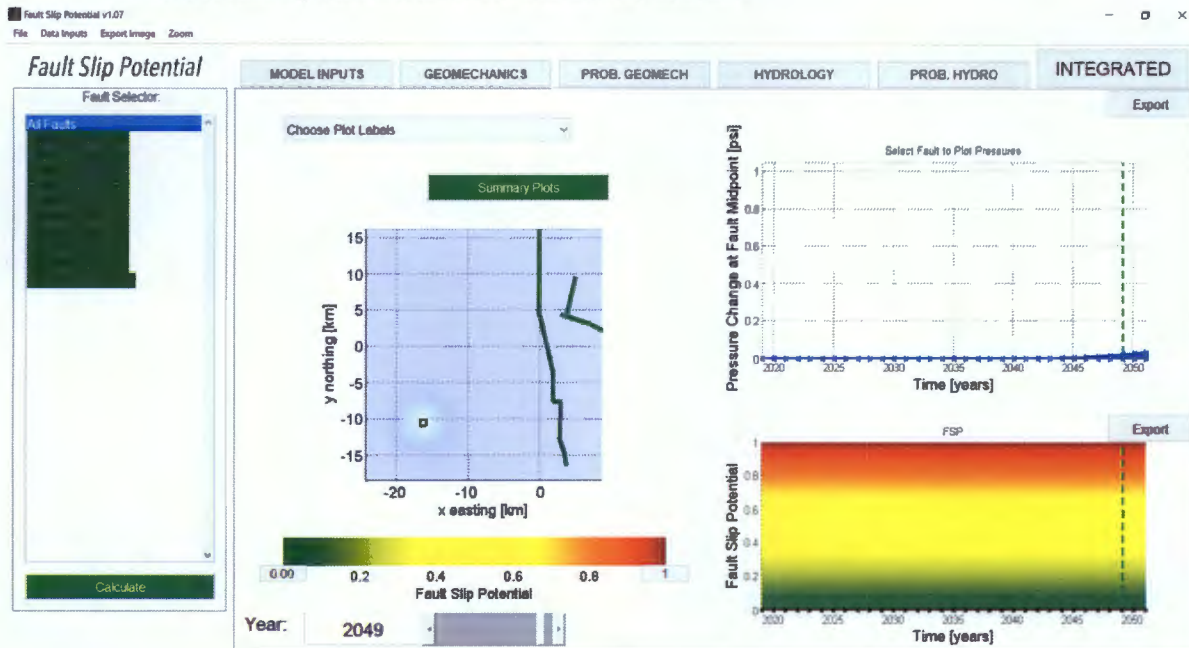 Fault Slip Potential v1.07
File Data Inputs Export Image Zoom
Fault Slip Potential
MODEL INPUTS GEOMECHANICS PROB. GEOMECH HYDROLOGY PROB. HYDRO INTEGRATED
Fault Selector:
All Faults
Calculate
Choose Plot Labels
Summary Plots
15
10
5
0
-5
-10
-15
y northing [km]
-20 -10 0
x easting [km]
0.00 0.2 0.4 0.6 0.8 1
Fault Slip Potential
Year: 2049
Export
Select Fault to Plot Pressures
Pressure Change at Fault Midpoint [psi]
1
0.8
0.6
0.4
0.2
0
2020 2025 2030 2035 2040 2045 2050
Time [years]
Export
FSP
Fault Slip Potential
1
0.8
0.6
0.4
0.2
0
2020 2025 2030 2035 2040 2045 2050
Time [years]